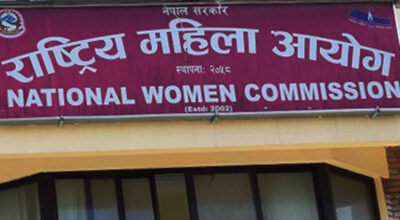 नेपाल सरकार
राष्ट्रिय महिला आयोग
स्थापना: २०५८
NATIONAL WOMEN COMMISSION
(Estd: 2002)